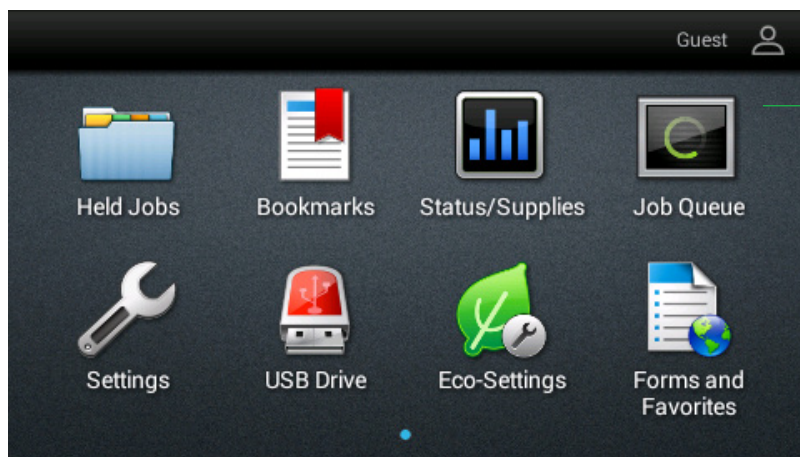 Guest
Held Jobs
Bookmarks
Status/Supplies
Job Queue
Settings
USB Drive
Eco-Settings
Forms and
Favorites